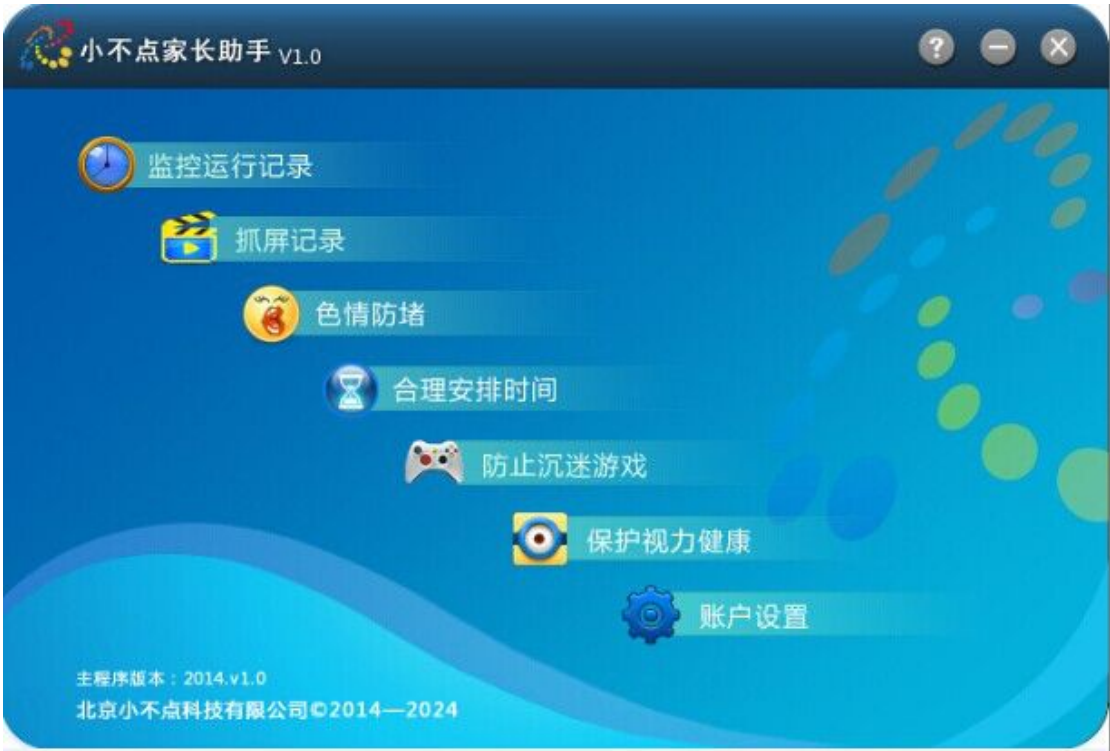 小不点家长助手 V1.0
?
监控运行记录
抓屏记录
色情防堵
合理安排时间
防止沉迷游戏
保护视力健康
账户设置
主程序版本：2014.v1.0
北京小不点科技有限公司©2014—2024